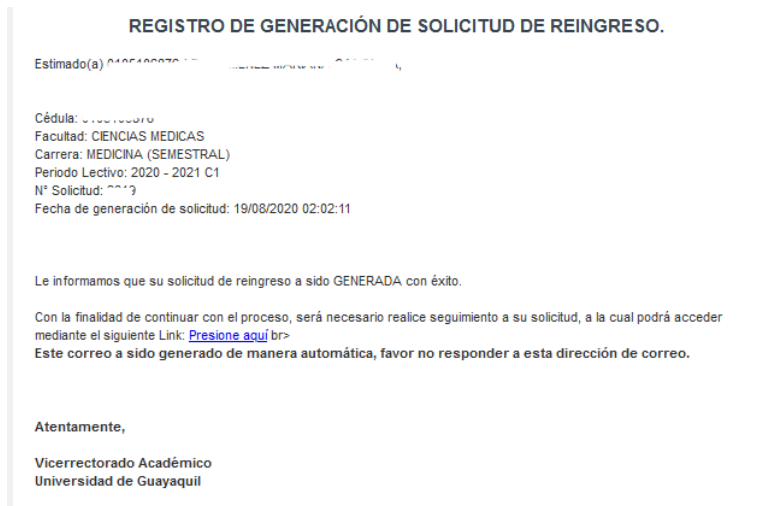 REGISTRO DE GENERACIÓN DE SOLICITUD DE REINGRESO.
Estimado(a)
Cédula:
Facultad: CIENCIAS MEDICAS
Carrera: MEDICINA (SEMESTRAL)
Periodo Lectivo: 2020 - 2021 C1
N° Solicitud:
Fecha de generación de solicitud: 19/08/2020 02:02:11
Le informamos que su solicitud de reingreso a sido GENERADA con éxito.
Con la finalidad de continuar con el proceso, será necesario realice seguimiento a su solicitud, a la cual podrá acceder
mediante el siguiente Link: Presione aquí br>
Este correo a sido generado de manera automática, favor no responder a esta dirección de correo.
Atentamente,
Vicerrectorado Académico
Universidad de Guayaquil